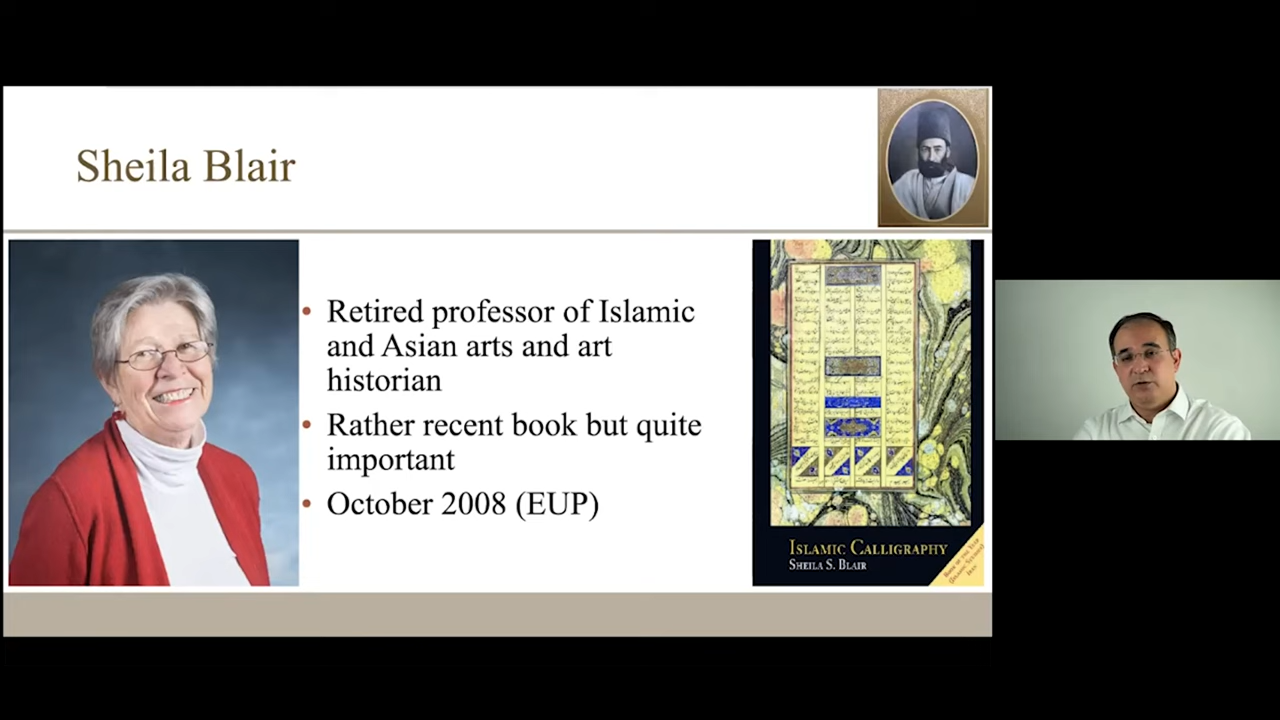 Sheila Blair
• Retired professor of Islamic
and Asian arts and art
historian
• Rather recent book but quite
important
• October 2008 (EUP)
ISLAMIC CALLIGRAPHY
SHEILA S. BLAIR